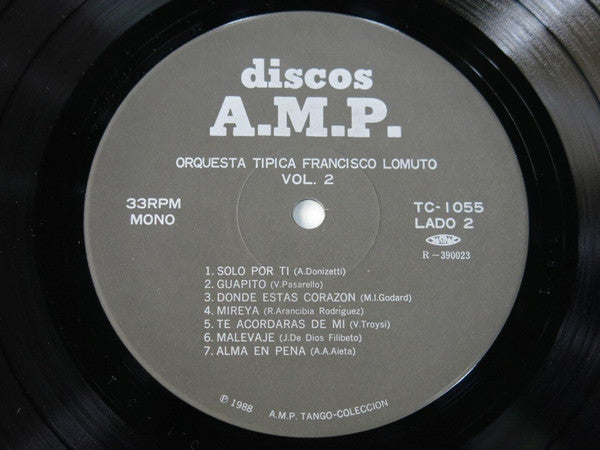 discos
A.M.P.
ORQUESTA TIPICA FRANCISCO LOMUTO
VOL. 2
33RPM
MONO
TC-1055
LADO 2
R-390023
1. SOLO POR TI (A.Donizetti)
2. GUAPITO (V.Pasarello)
3. DONDE ESTAS CORAZON (M.I.Godard)
4. MIREYA (R.Arancibia Rodriguez)
5. TE ACORDARAS DE MI (V.Troysi)
6. MALEVAJE (J.De Dios Filibeto)
7. ALMA EN PENA (A.A.Aieta)
Ⓟ 1988 A.M.P. TANGO-COLECCION